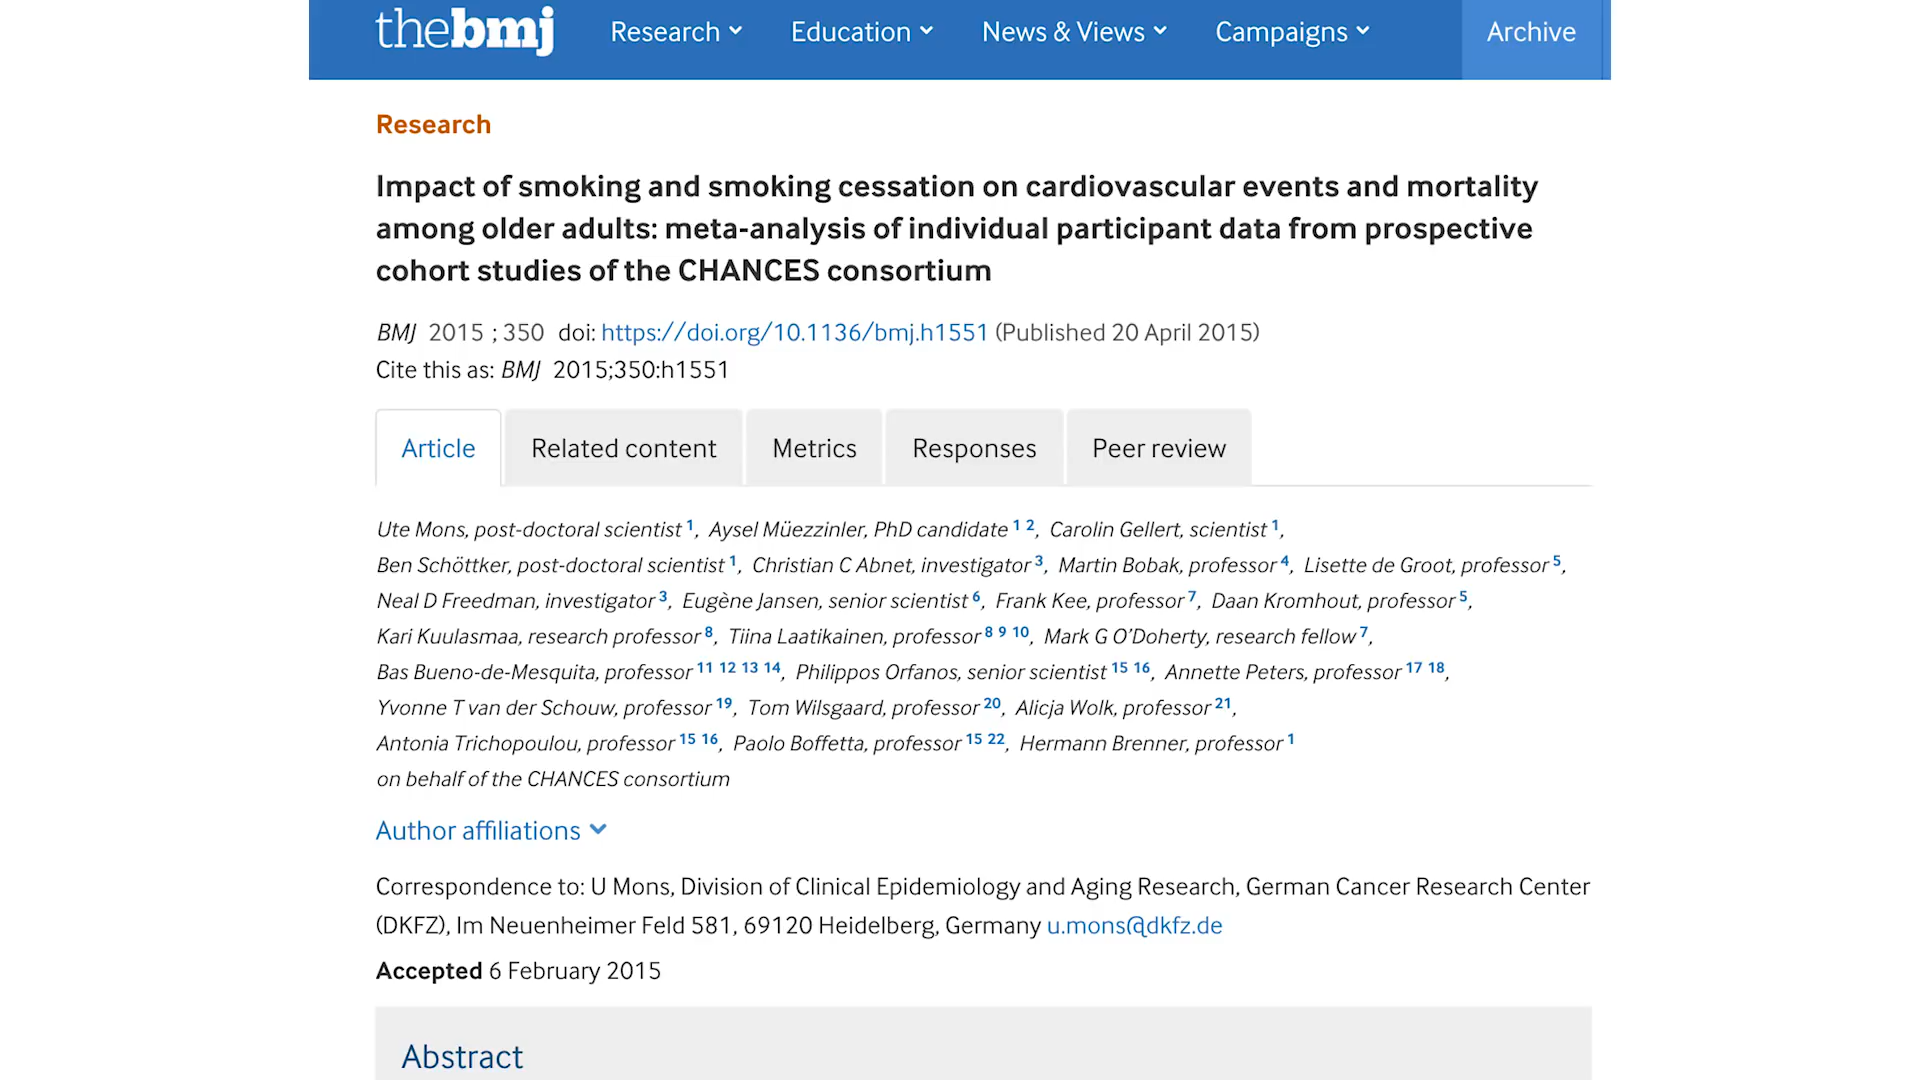 thebmj Research Education News & Views Campaigns Archive
Research
Impact of smoking and smoking cessation on cardiovascular events and mortality
among older adults: meta-analysis of individual participant data from prospective
cohort studies of the CHANCES consortium
BMJ 2015 ; 350 doi: https://doi.org/10.1136/bmj.h1551 (Published 20 April 2015)
Cite this as: BMJ 2015;350:h1551
Article Related content Metrics Responses Peer review
Ute Mons, post-doctoral scientist 1, Aysel Müezzinler, PhD candidate 1 2, Carolin Gellert, scientist 1,
Ben Schöttker, post-doctoral scientist 1, Christian C Abnet, investigator 3, Martin Bobak, professor 4, Lisette de Groot, professor 5,
Neal D Freedman, investigator 3, Eugène Jansen, senior scientist 6, Frank Kee, professor 7, Daan Kromhout, professor 5,
Kari Kuulasmaa, research professor 8, Tiina Laatikainen, professor 8 9 10, Mark G O’Doherty, research fellow 7,
Bas Bueno-de-Mesquita, professor 11 12 13 14, Philippos Orfanos, senior scientist 15 16, Annette Peters, professor 17 18,
Yvonne T van der Schouw, professor 19, Tom Wilsgaard, professor 20, Alicja Wolk, professor 21,
Antonia Trichopoulou, professor 15 16, Paolo Boffetta, professor 15 22, Hermann Brenner, professor 1
on behalf of the CHANCES consortium
Author affiliations
Correspondence to: U Mons, Division of Clinical Epidemiology and Aging Research, German Cancer Research Center
(DKFZ), Im Neuenheimer Feld 581, 69120 Heidelberg, Germany u.mons@dkfz.de
Accepted 6 February 2015
Abstract